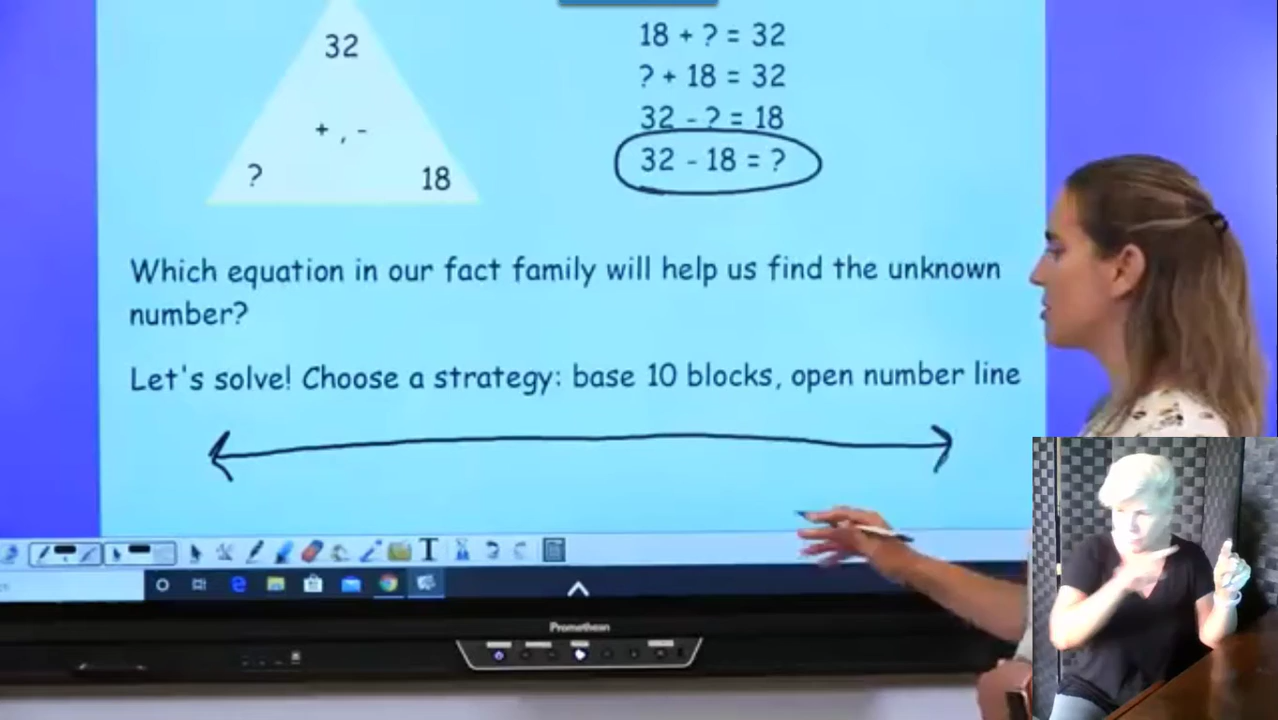 32
+ , -
?
18
18 + ? = 32
? + 18 = 32
32 - ? = 18
32 - 18 = ?
Which equation in our fact family will help us find the unknown
number?
Let's solve! Choose a strategy: base 10 blocks, open number line
T
Promethean